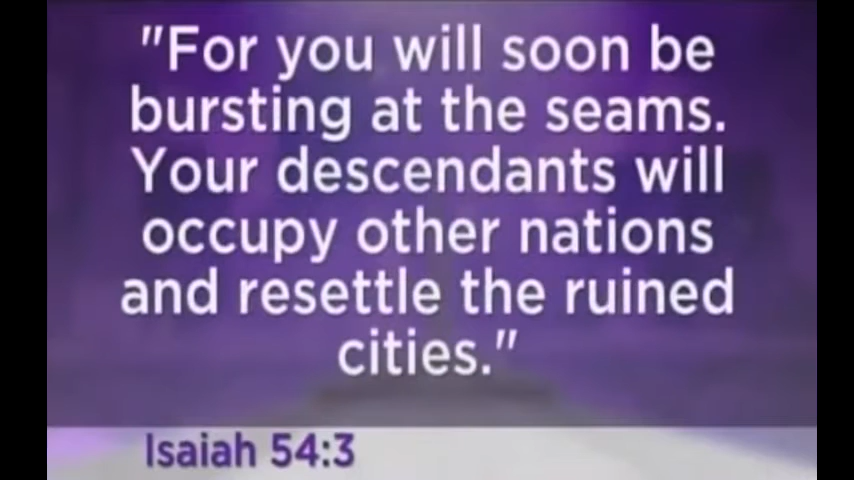 "For you will soon be
bursting at the seams.
Your descendants will
occupy other nations
and resettle the ruined
cities."
Isaiah 54:3